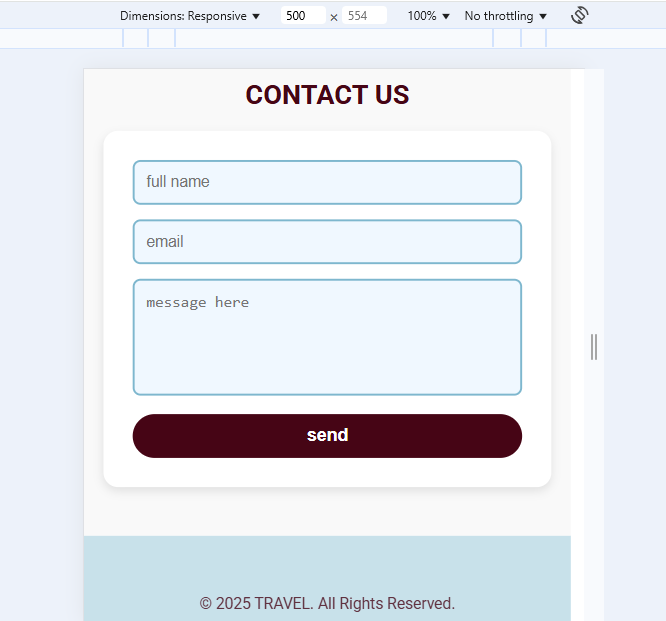 Dimensions: Responsive ▼ 500 × 554 100% ▼ No throttling ▼
CONTACT US
full name
email
message here
send
© 2025 TRAVEL. All Rights Reserved.